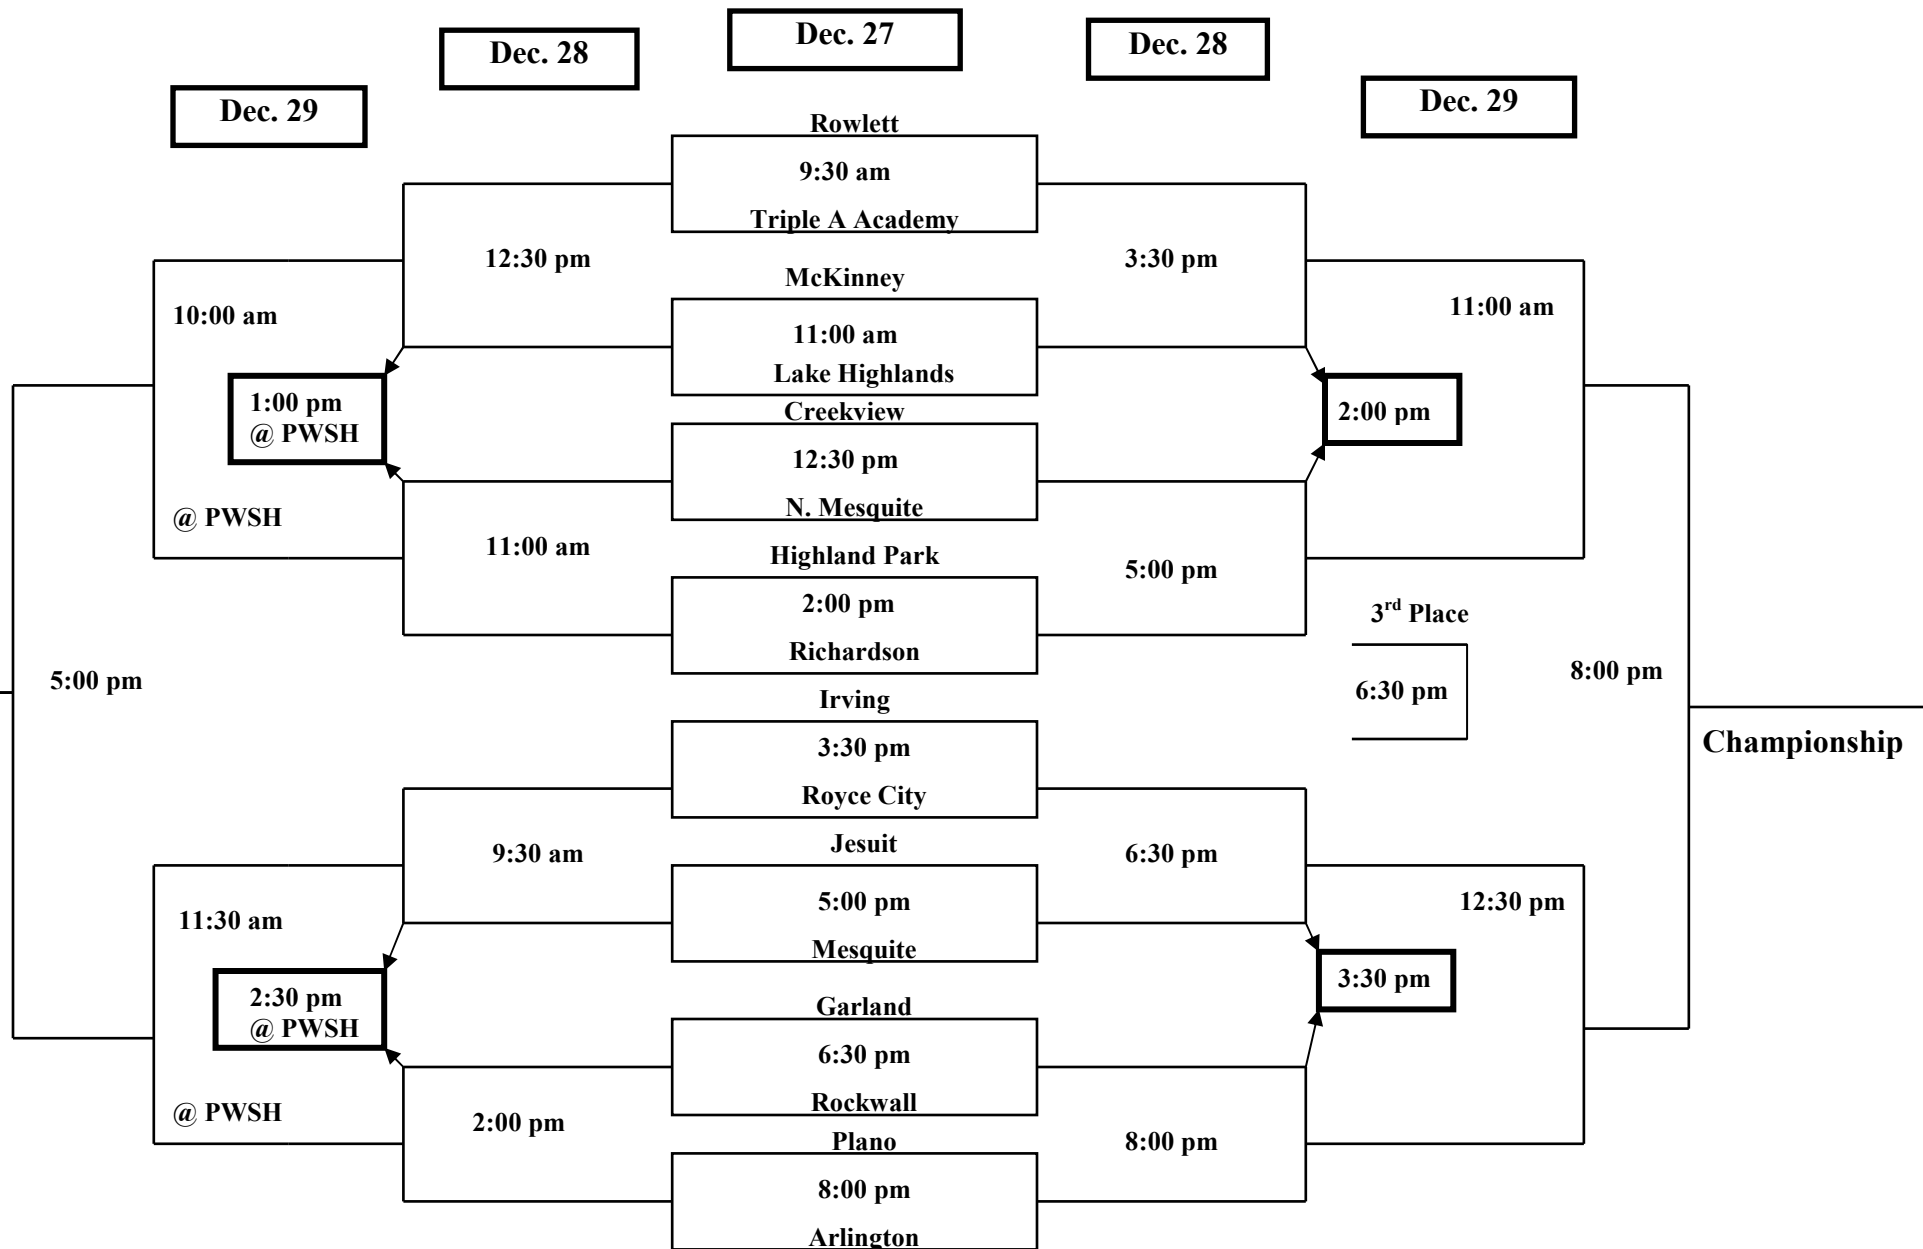 Dec. 27
Dec. 28
Dec. 28
Dec. 29
Dec. 29
Rowlett
9:30 am
Triple A Academy
12:30 pm
3:30 pm
McKinney
10:00 am
11:00 am
11:00 am
Lake Highlands
1:00 pm
@ PWSH
Creekview
2:00 pm
12:30 pm
N. Mesquite
@ PWSH
11:00 am
Highland Park
5:00 pm
2:00 pm
3rd Place
Richardson
5:00 pm
8:00 pm
6:30 pm
Irving
3:30 pm
Championship
Royce City
Jesuit
9:30 am
6:30 pm
5:00 pm
12:30 pm
11:30 am
Mesquite
3:30 pm
2:30 pm
@ PWSH
Garland
6:30 pm
Rockwall
@ PWSH
2:00 pm
Plano
8:00 pm
8:00 pm
Arlington